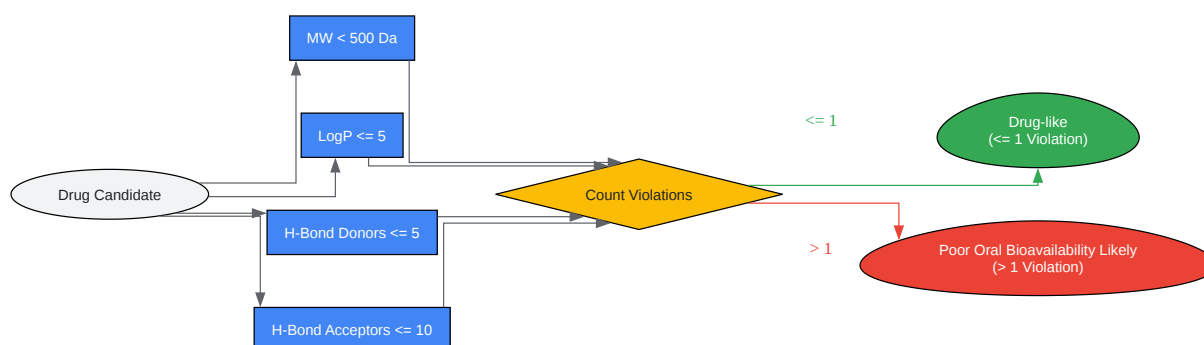 MW < 500 Da
LogP <= 5
Drug Candidate
H-Bond Donors <= 5
H-Bond Acceptors <= 10
Count Violations
<= 1
> 1
Drug-like
(<= 1 Violation)
Poor Oral Bioavailability Likely
(> 1 Violation)